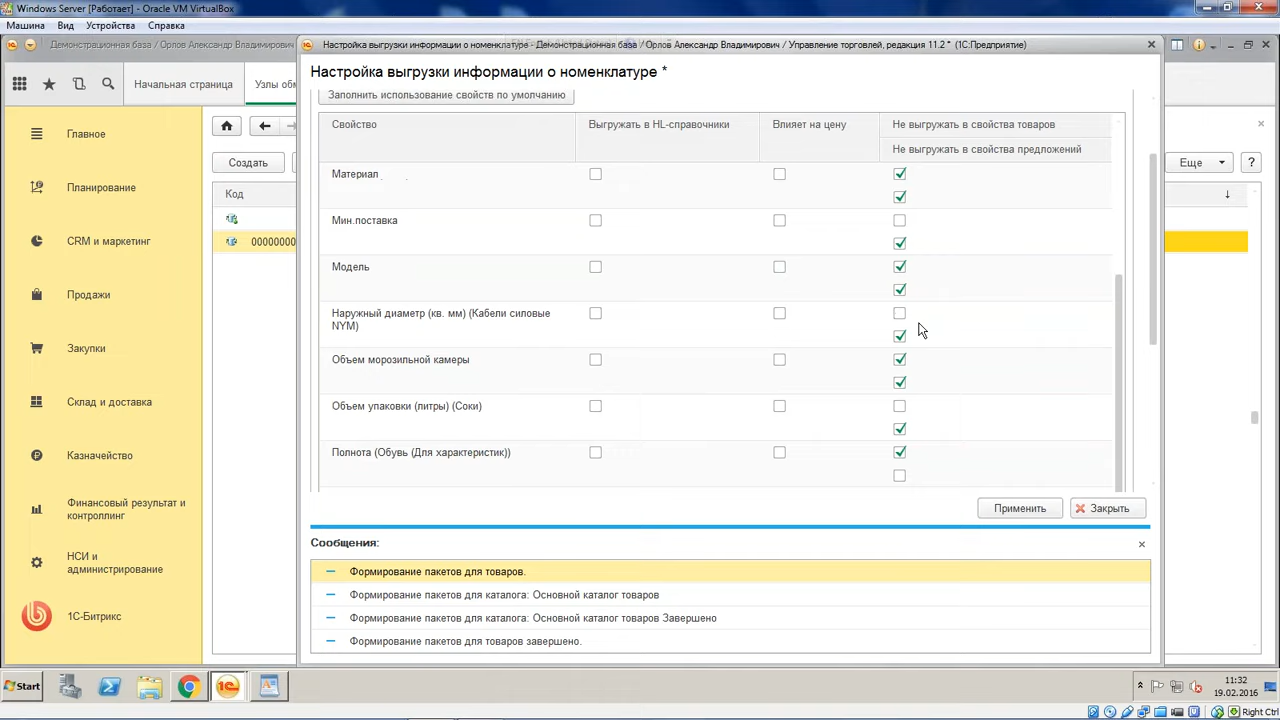 Windows Server [Работает] - Oracle VM VirtualBox
Машина Вид Устройства Справка
Демонстрационная база / Орлов Александр Владимирович
Настройка выгрузки информации о номенклатуре - Демонстрационная база / Орлов Александр Владимирович / Управление торговлей, редакция 11.2 * (1С:Предприятие)
Начальная страница
Узлы обм
Настройка выгрузки информации о номенклатуре *
Заполнить использование свойств по умолчанию
Главное
Планирование
CRM и маркетинг
Продажи
Закупки
Склад и доставка
Казначейство
Финансовый результат и
контроллинг
НСИ и
администрирование
1С-Битрикс
Создать
Еще
?
Код
00000000
Свойство
Выгружать в HL-справочники
Влияет на цену
Не выгружать в свойства товаров
Не выгружать в свойства предложений
Материал
Мин.поставка
Модель
Наружный диаметр (кв. мм) (Кабели силовые
NYM)
Объем морозильной камеры
Объем упаковки (литры) (Соки)
Полнота (Обувь (Для характеристик))
Применить
Закрыть
Сообщения:
Формирование пакетов для товаров.
Формирование пакетов для каталога: Основной каталог товаров
Формирование пакетов для каталога: Основной каталог товаров Завершено
Формирование пакетов для товаров завершено.
Start
11:32
19.02.2016
Right Ctrl